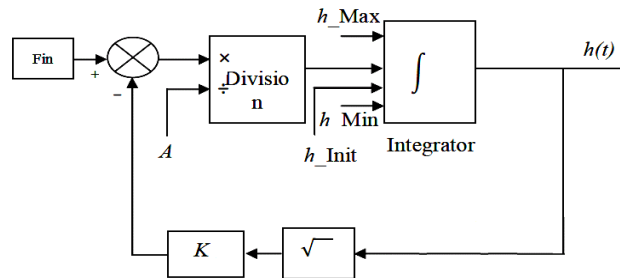 h_Max
Fin
+
−
×
÷
Divisio
n
A
∫
h Min
h_Init
Integrator
h(t)
K
√